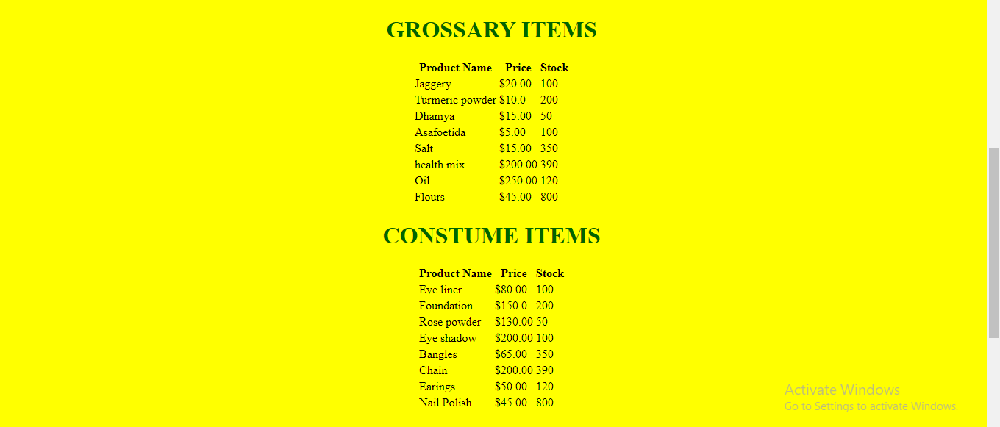 GROSSARY ITEMS
Product Name Price Stock
Jaggery $20.00 100
Turmeric powder $10.0 200
Dhaniya $15.00 50
Asafoetida $5.00 100
Salt $15.00 350
health mix $200.00 390
Oil $250.00 120
Flours $45.00 800
CONSTUME ITEMS
Product Name Price Stock
Eye liner $80.00 100
Foundation $150.0 200
Rose powder $130.00 50
Eye shadow $200.00 100
Bangles $65.00 350
Chain $200.00 390
Earings $50.00 120
Nail Polish $45.00 800
Activate Windows
Go to Settings to activate Windows.